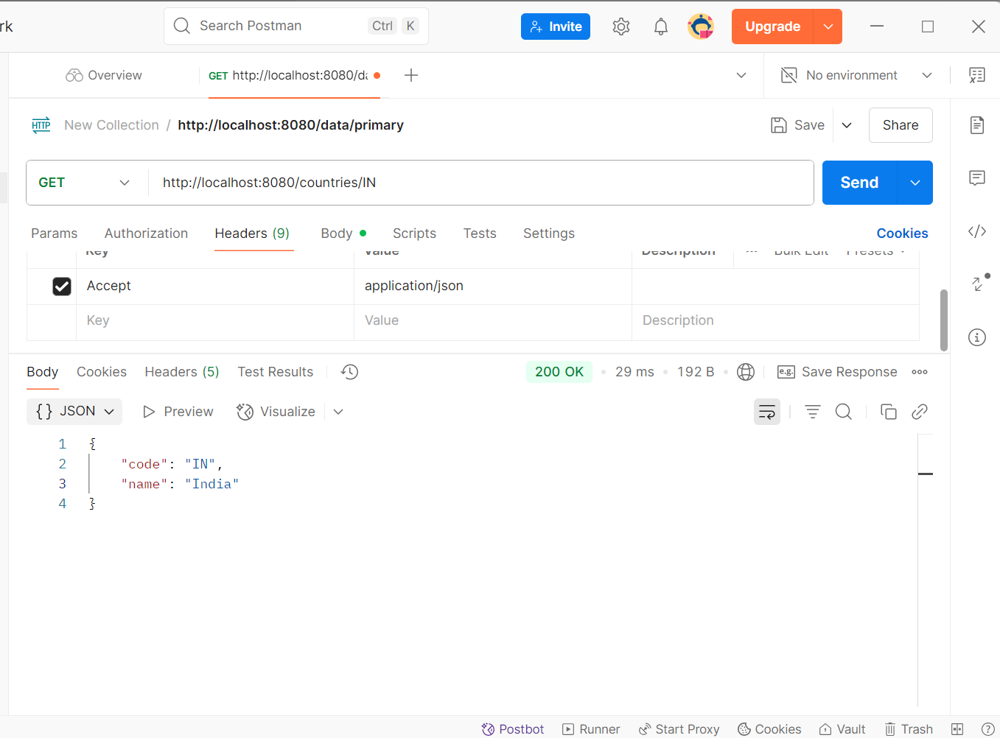 rk
Search Postman Ctrl K Invite Upgrade
Overview GET http://localhost:8080/da No environment
HTTP New Collection / http://localhost:8080/data/primary Save Share
GET http://localhost:8080/countries/IN Send
Params Authorization Headers (9) Body Scripts Tests Settings Cookies
Key Value Description Bulk Edit Presets
Accept application/json
Key Value Description
Body Cookies Headers (5) Test Results 200 OK 29 ms 192 B e.g. Save Response
{} JSON Preview Visualize
1 {
2 "code": "IN",
3 "name": "India"
4 }
Postbot Runner Start Proxy Cookies Vault Trash